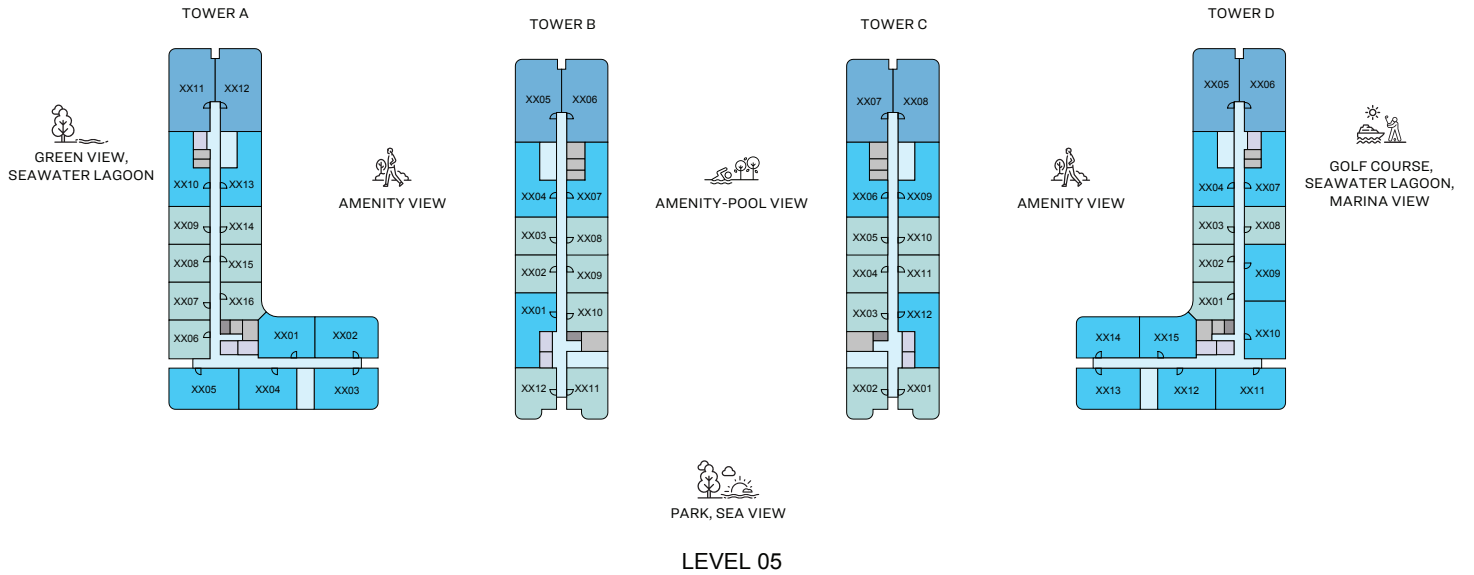 TOWER A
TOWER B
TOWER C
TOWER D
XX11 XX12
XX10 XX13
XX09 XX14
XX08 XX15
XX07 XX16
XX06 XX01 XX02
XX05 XX04 XX03
XX05 XX06
XX04 XX07
XX03 XX08
XX02 XX09
XX01 XX10
XX12 XX11
XX07 XX08
XX06 XX09
XX05 XX10
XX04 XX11
XX03 XX12
XX02 XX01
XX05 XX06
XX04 XX07
XX03 XX08
XX02 XX09
XX01
XX14 XX15 XX10
XX13 XX12 XX11
GREEN VIEW,
SEAWATER LAGOON
AMENITY VIEW
AMENITY-POOL VIEW
AMENITY VIEW
GOLF COURSE,
SEAWATER LAGOON,
MARINA VIEW
PARK, SEA VIEW
LEVEL 05